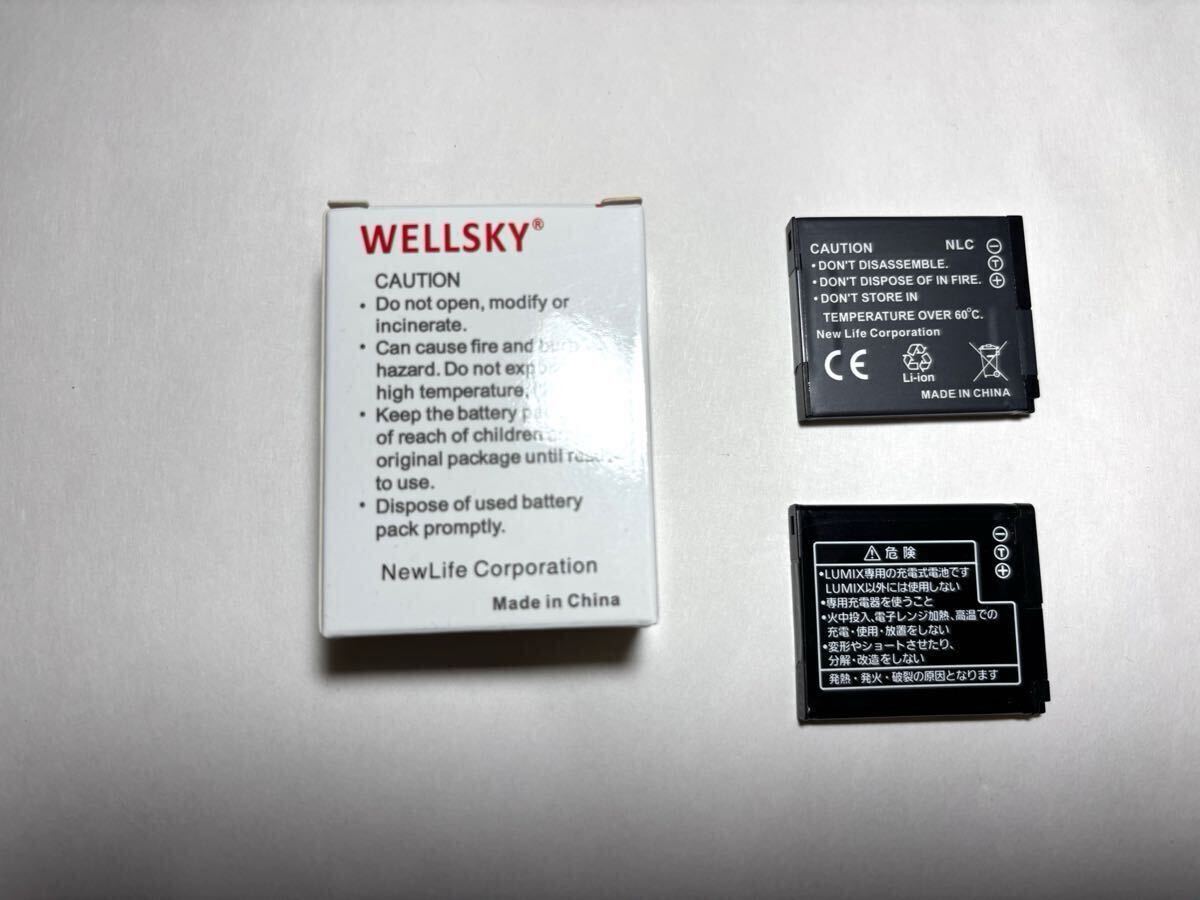 WELLSKY®
CAUTION
• Do not open, modify or
incinerate.
• Can cause fire and
hazard. Do not
high temperature,
• Keep the battery
of reach of children
original package until
to use.
• Dispose of used battery
pack promptly.
NewLife Corporation
Made in China
CAUTION NLC ⊖
• DON'T DISASSEMBLE. Ⓣ
• DON'T DISPOSE OF IN FIRE. ⊕
• DON'T STORE IN
TEMPERATURE OVER 60°C.
New Life Corporation
CE
Li-ion
MADE IN CHINA
⊖
⚠危険 Ⓣ
⊕
•LUMIX専用の充電式電池です
LUMIX以外には使用しない
•専用充電器を使うこと
•火中投入、電子レンジ加熱、高温での
充電・使用・放置をしない
•変形やショートさせたり、
分解・改造をしない
発熱・発火・破裂の原因となります